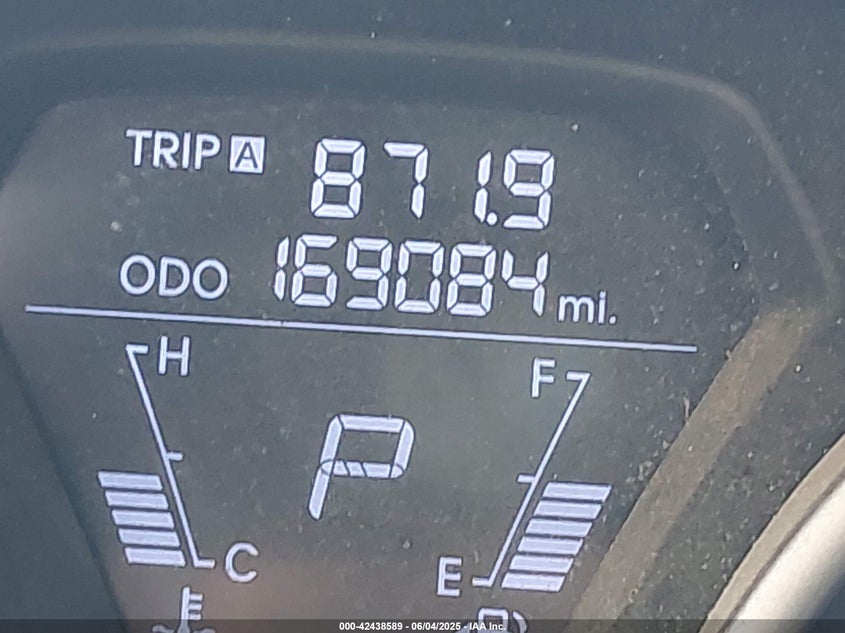 TRIP A 871.9
ODO 169084 mi.
H F
P
C E
000-42438589 - 06/04/2025 - IAA Inc.